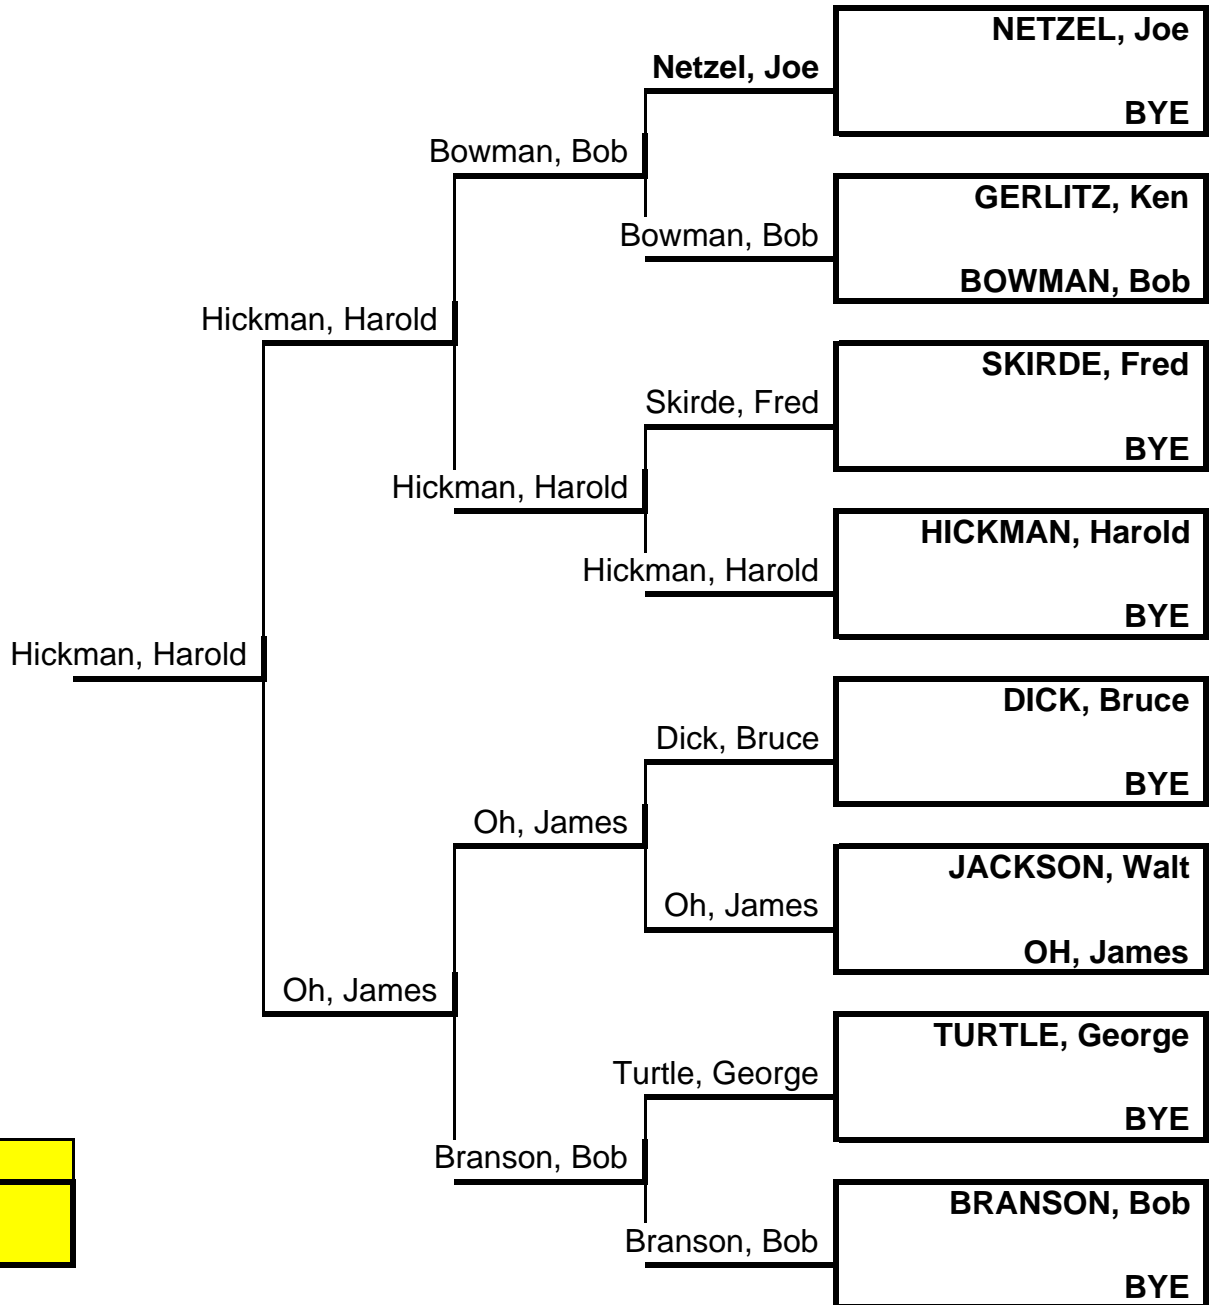 NETZEL, Joe
Netzel, Joe
BYE
Bowman, Bob
GERLITZ, Ken
Bowman, Bob
BOWMAN, Bob
Hickman, Harold
SKIRDE, Fred
Skirde, Fred
BYE
Hickman, Harold
HICKMAN, Harold
Hickman, Harold
BYE
Hickman, Harold
DICK, Bruce
Dick, Bruce
BYE
Oh, James
JACKSON, Walt
Oh, James
OH, James
Oh, James
TURTLE, George
Turtle, George
BYE
Branson, Bob
BRANSON, Bob
Branson, Bob
BYE